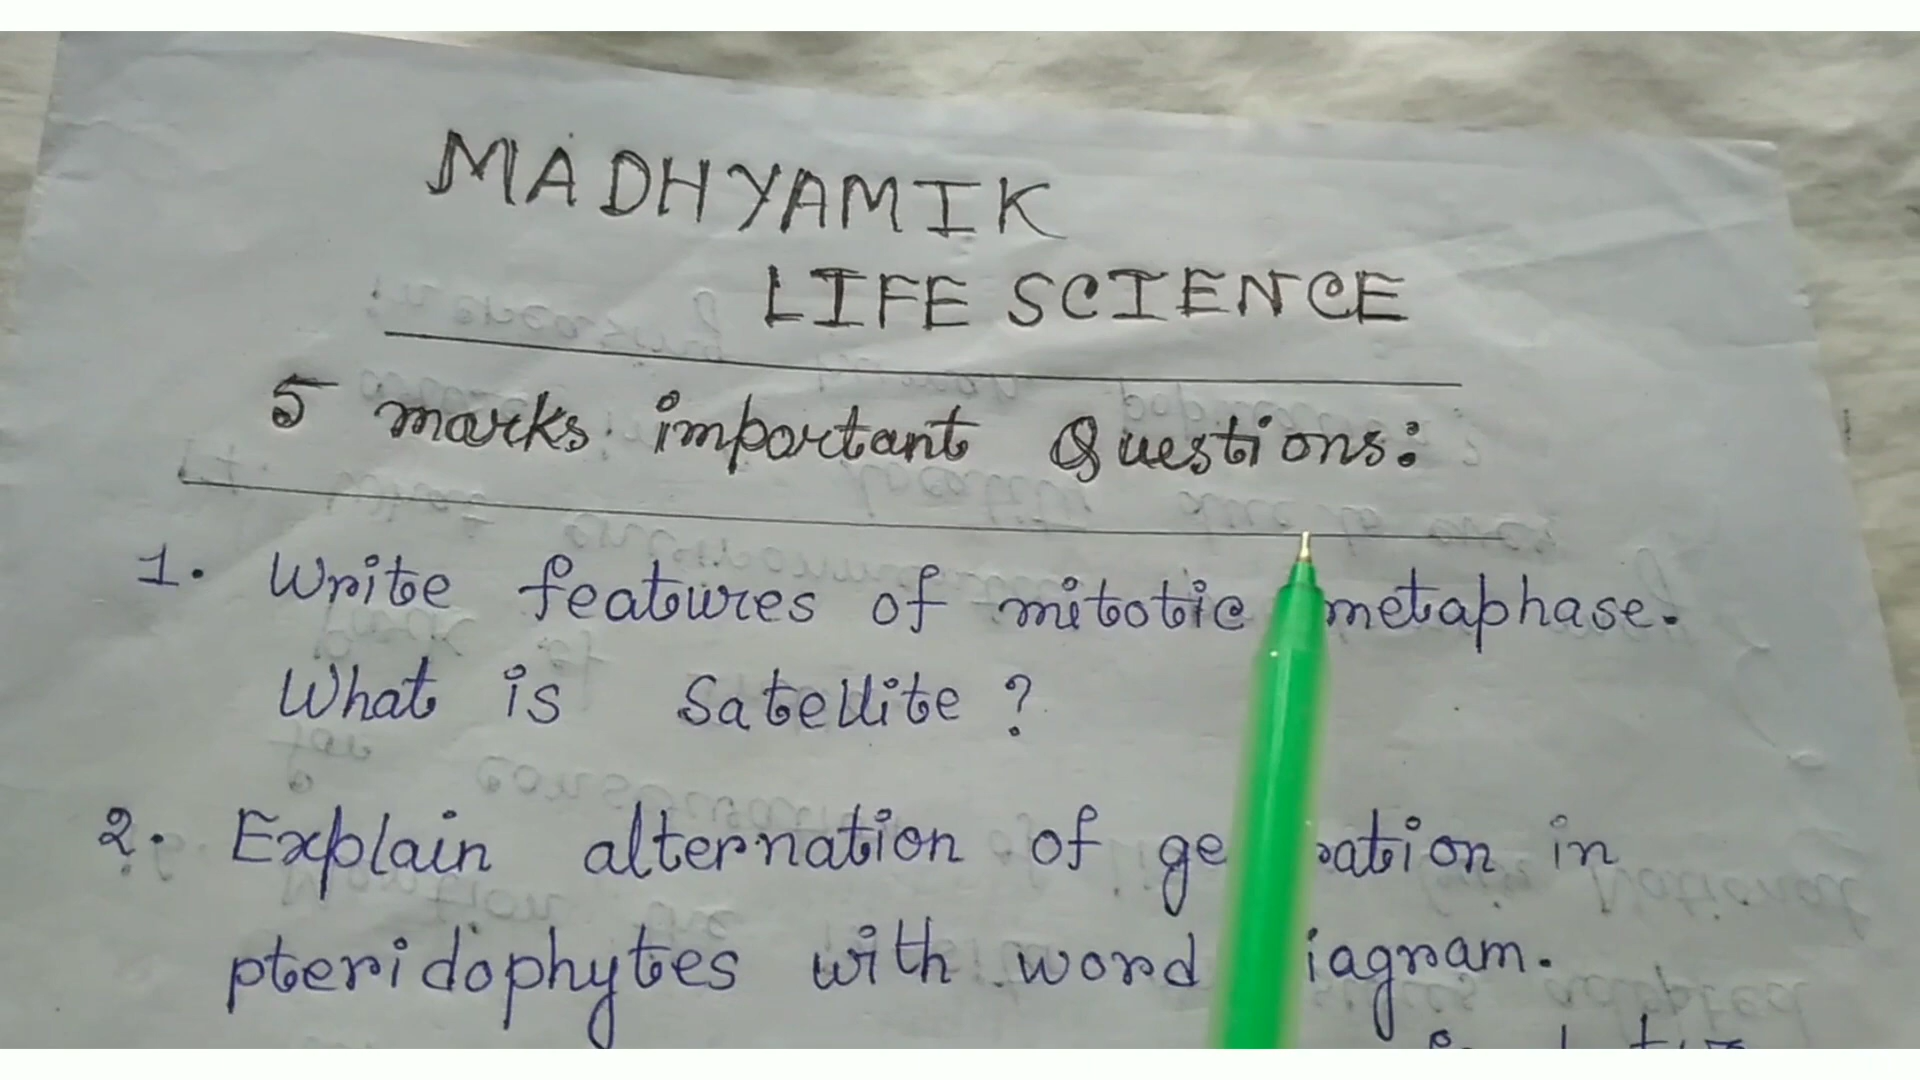 MADHYAMIK
LIFE SCIENCE
5 marks important Questions:
1. Write features of mitotic metaphase.
What is Satellite ?
2. Explain alternation of in
pteridophytes with word